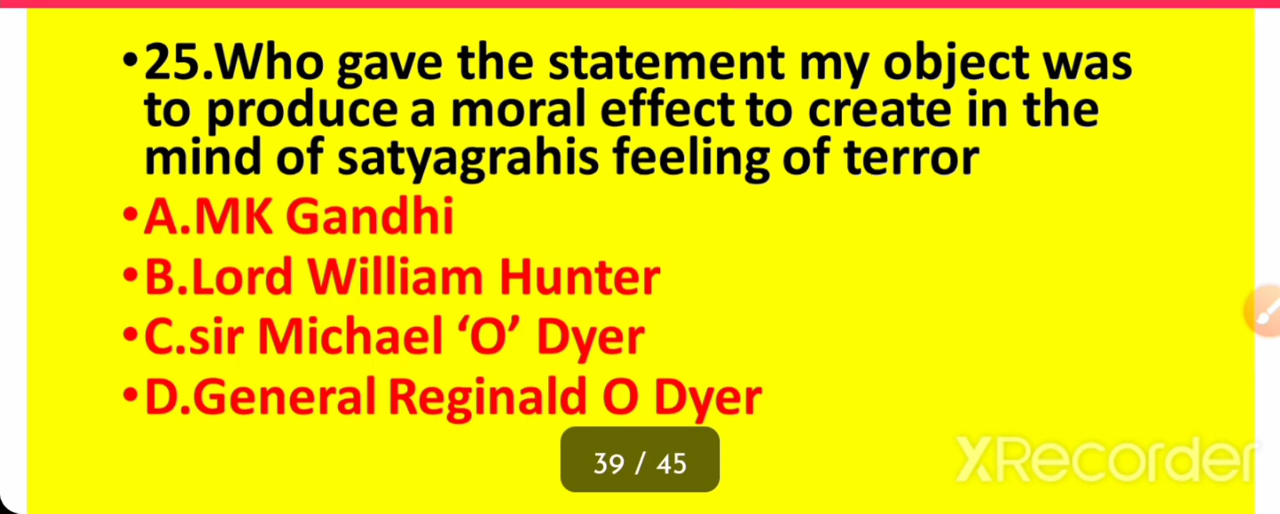 •25.Who gave the statement my object was
to produce a moral effect to create in the
mind of satyagrahis feeling of terror
•A.MK Gandhi
•B.Lord William Hunter
•C.sir Michael ‘O’ Dyer
•D.General Reginald O Dyer
39 / 45
XRecorder